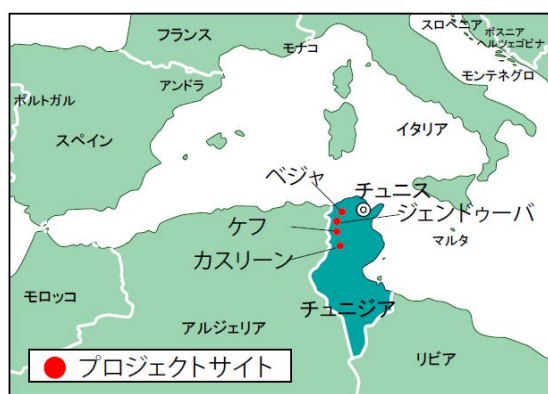 フランス
モナコ
スロベニア
ボスニア
ヘルツェゴビナ
アンドラ
モンテネグロ
ポルトガル
スペイン
イタリア
ベジャ
チュニス
ジェンドゥーバ
ケフ
マルタ
カスリーン
モロッコ
チュニジア
アルジェリア
リビア
プロジェクトサイト